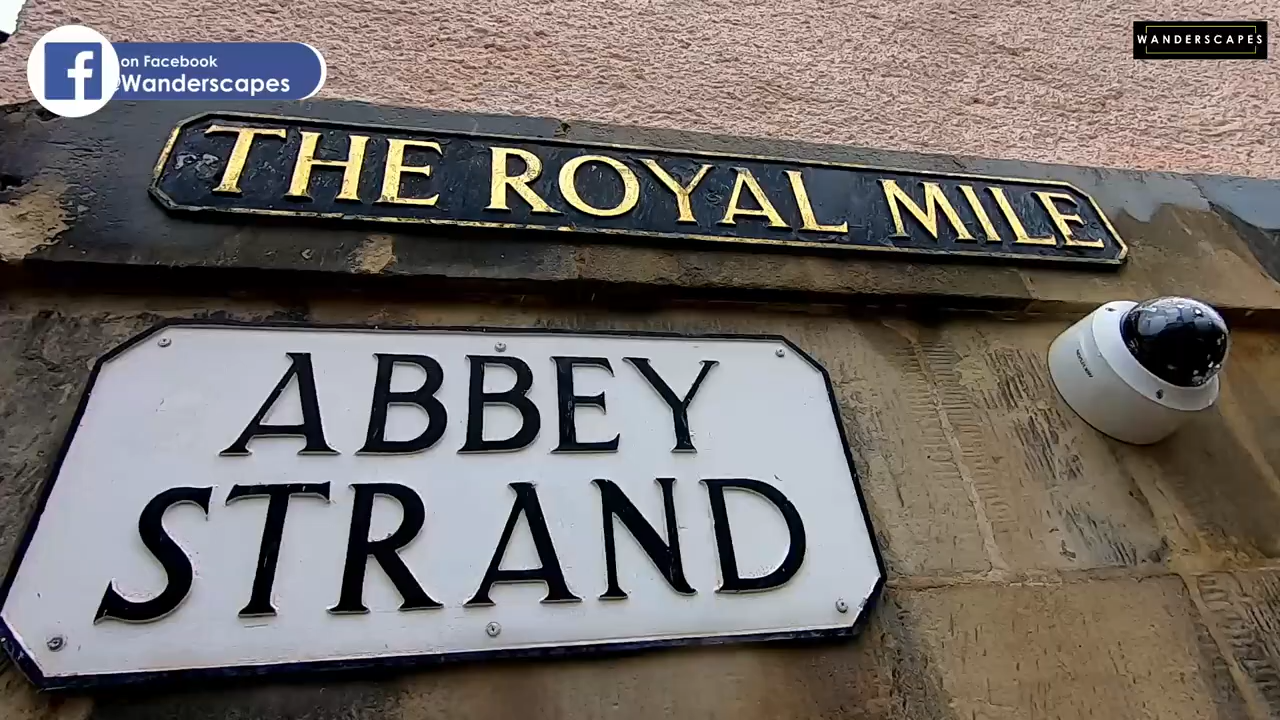 on Facebook
@Wanderscapes
WANDERSCAPES
THE ROYAL MILE
ABBEY
STRAND